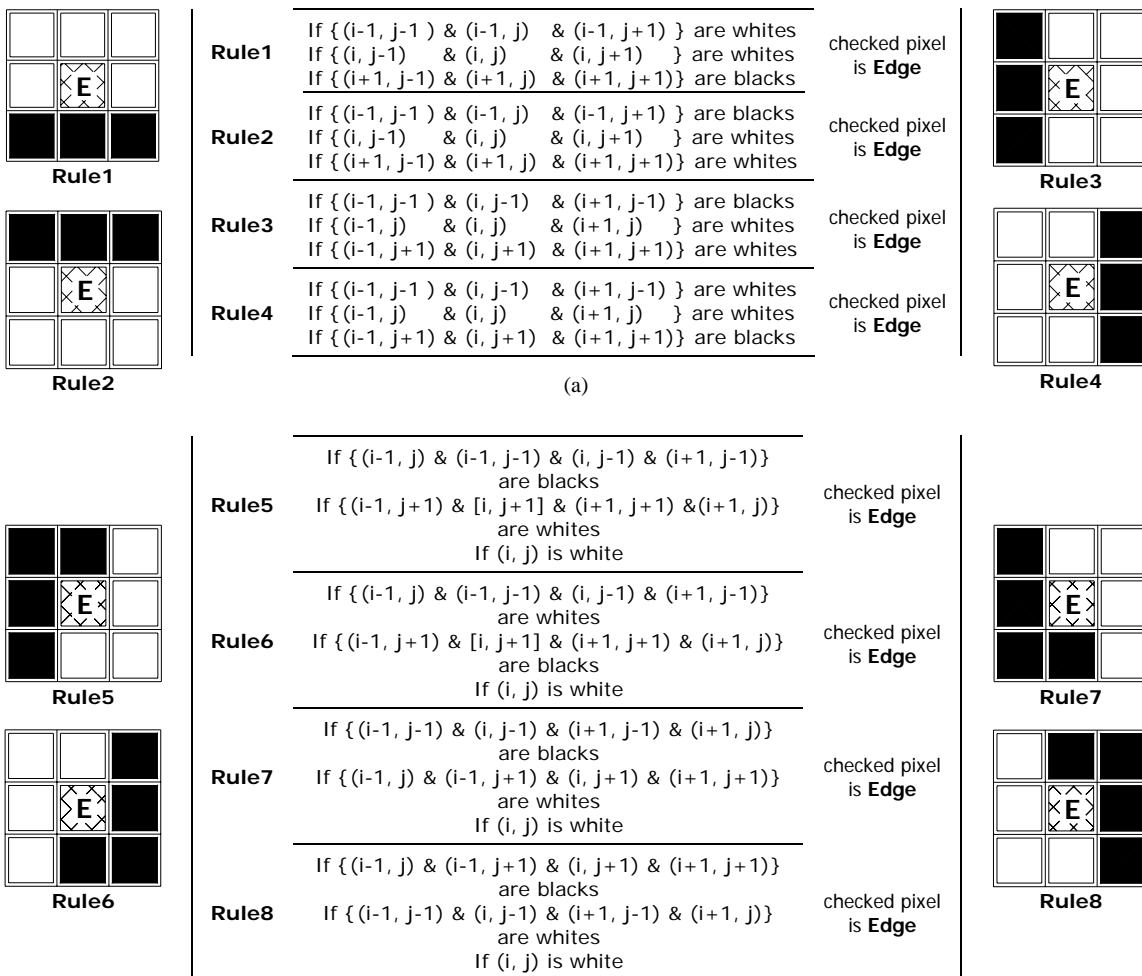 E
Rule1
E
Rule2
Rule1
If {(i-1, j-1 ) & (i-1, j) & (i-1, j+1) } are whites
If {(i, j-1) & (i, j) & (i, j+1) } are whites
If {(i+1, j-1) & (i+1, j) & (i+1, j+1)} are blacks
checked pixel
is Edge
Rule2
If {(i-1, j-1 ) & (i-1, j) & (i-1, j+1) } are blacks
If {(i, j-1) & (i, j) & (i, j+1) } are whites
If {(i+1, j-1) & (i+1, j) & (i+1, j+1)} are whites
checked pixel
is Edge
Rule3
If {(i-1, j-1 ) & (i, j-1) & (i+1, j-1) } are blacks
If {(i-1, j) & (i, j) & (i+1, j) } are whites
If {(i-1, j+1) & (i, j+1) & (i+1, j+1)} are whites
checked pixel
is Edge
Rule4
If {(i-1, j-1 ) & (i, j-1) & (i+1, j-1) } are whites
If {(i-1, j) & (i, j) & (i+1, j) } are whites
If {(i-1, j+1) & (i, j+1) & (i+1, j+1)} are blacks
checked pixel
is Edge
E
Rule3
E
Rule4
(a)
E
Rule5
E
Rule6
Rule5
If {(i-1, j) & (i-1, j-1) & (i, j-1) & (i+1, j-1)}
are blacks
If {(i-1, j+1) & [i, j+1] & (i+1, j+1) &(i+1, j)}
are whites
If (i, j) is white
checked pixel
is Edge
Rule6
If {(i-1, j) & (i-1, j-1) & (i, j-1) & (i+1, j-1)}
are whites
If {(i-1, j+1) & [i, j+1] & (i+1, j+1) & (i+1, j)}
are blacks
If (i, j) is white
checked pixel
is Edge
Rule7
If {(i-1, j-1) & (i, j-1) & (i+1, j-1) & (i+1, j)}
are blacks
If {(i-1, j) & (i-1, j+1) & (i, j+1) & (i+1, j+1)}
are whites
If (i, j) is white
checked pixel
is Edge
Rule8
If {(i-1, j) & (i-1, j+1) & (i, j+1) & (i+1, j+1)}
are blacks
If {(i-1, j-1) & (i, j-1) & (i+1, j-1) & (i+1, j)}
are whites
If (i, j) is white
checked pixel
is Edge
E
Rule7
E
Rule8